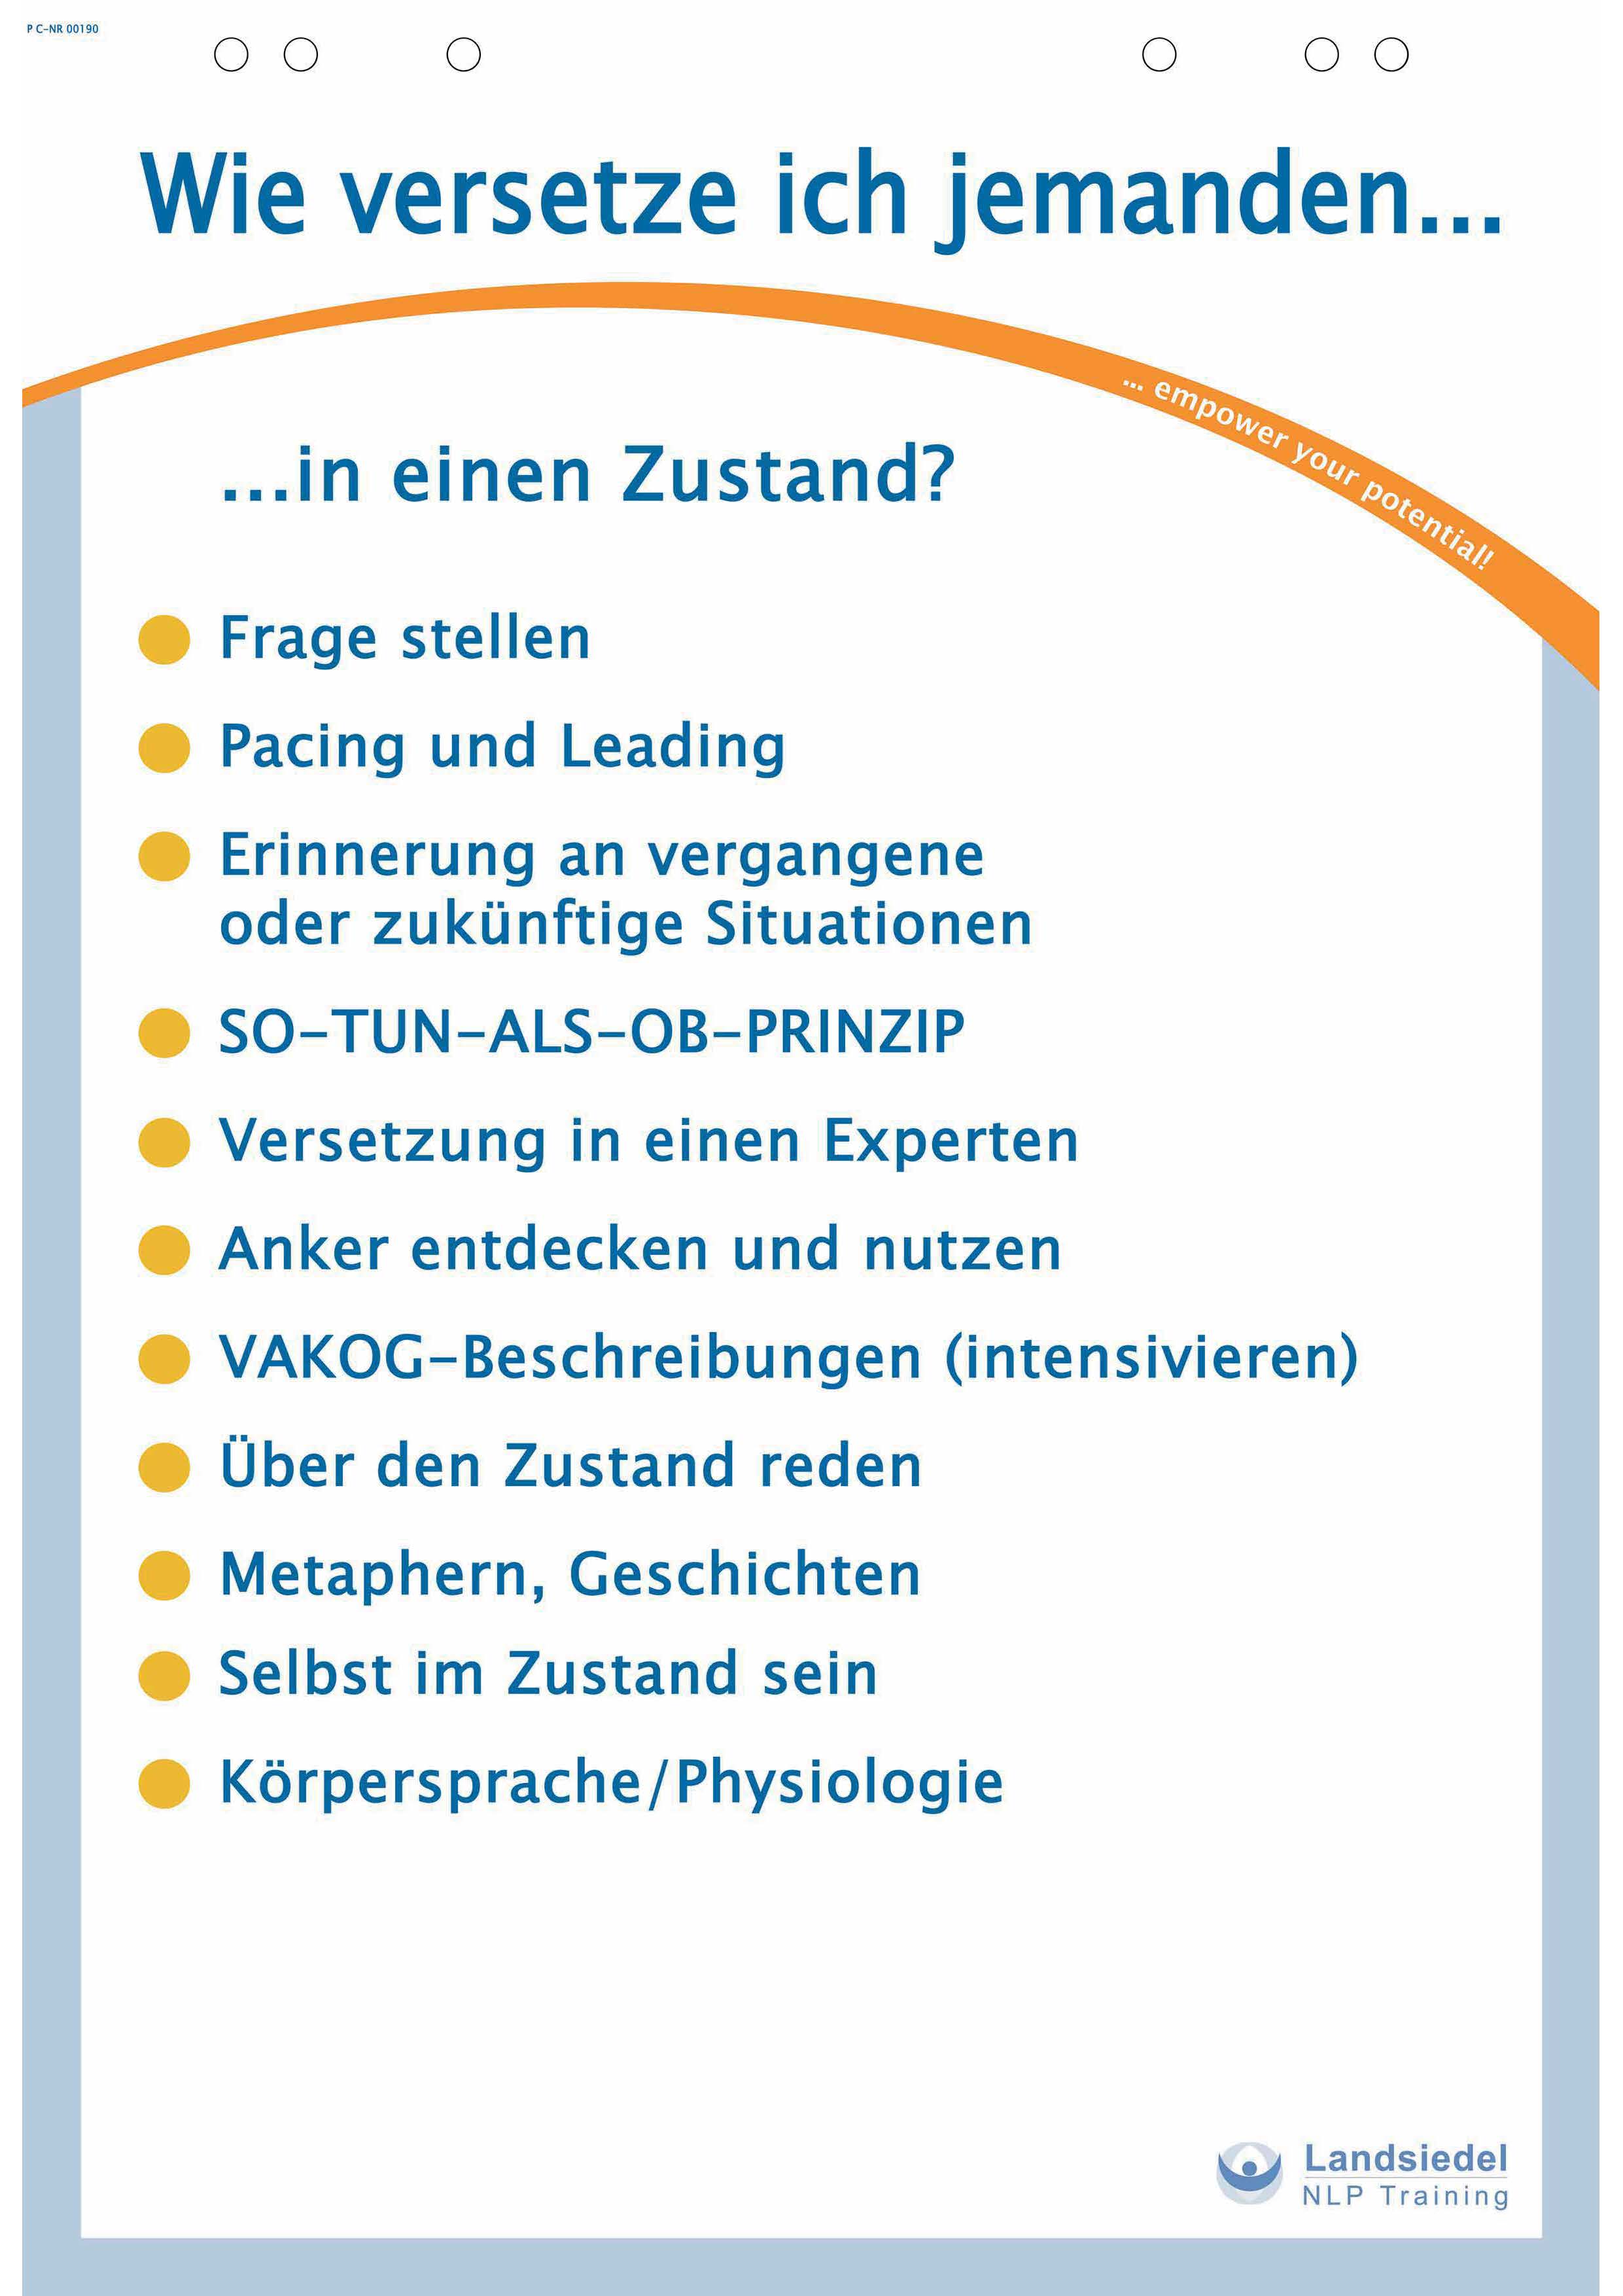 P C-NR 00190
Wie versetze ich jemanden...
... empower your potential!
...in einen Zustand?
Frage stellen
Pacing und Leading
Erinnerung an vergangene
oder zukünftige Situationen
SO-TUN-ALS-OB-PRINZIP
Versetzung in einen Experten
Anker entdecken und nutzen
VAKOG-Beschreibungen (intensivieren)
Über den Zustand reden
Metaphern, Geschichten
Selbst im Zustand sein
Körpersprache/Physiologie
Landsiedel
NLP Training